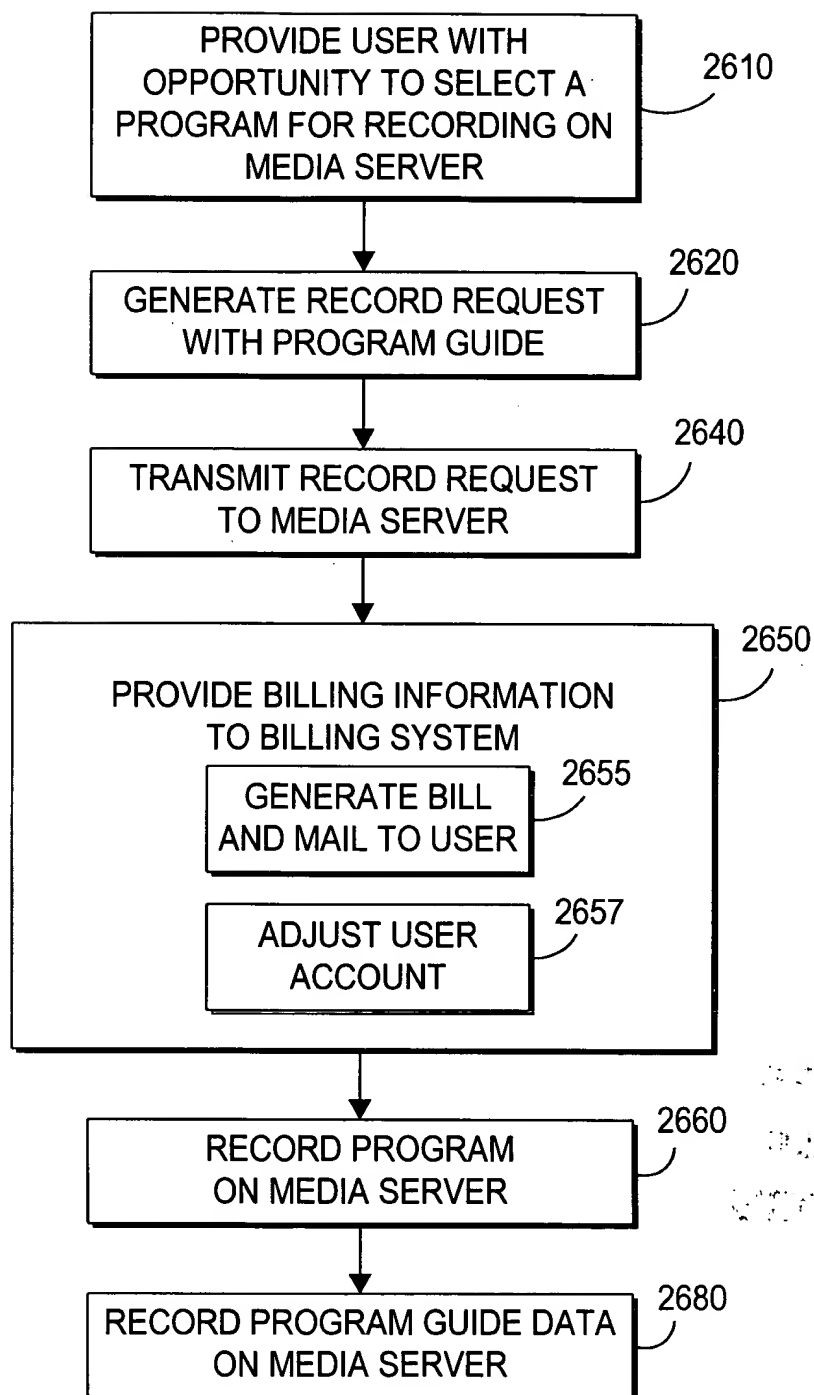 PROVIDE USER WITH
OPPORTUNITY TO SELECT A
PROGRAM FOR RECORDING ON
MEDIA SERVER
2610
GENERATE RECORD REQUEST
WITH PROGRAM GUIDE
2620
TRANSMIT RECORD REQUEST
TO MEDIA SERVER
2640
PROVIDE BILLING INFORMATION
TO BILLING SYSTEM
2650
GENERATE BILL
AND MAIL TO USER
2655
ADJUST USER
ACCOUNT
2657
RECORD PROGRAM
ON MEDIA SERVER
2660
RECORD PROGRAM GUIDE DATA
ON MEDIA SERVER
2680